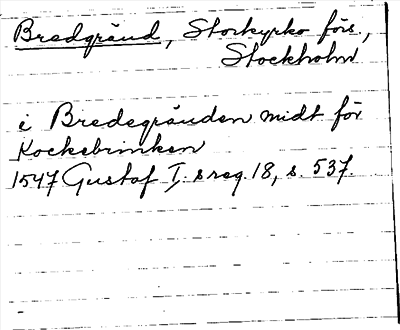 Bredgränd, Storkyrko förs.,
Stockholm
i Bredegränden midt för
Kockebrinken
1547 Gustaf I:s reg. 18, s. 537.